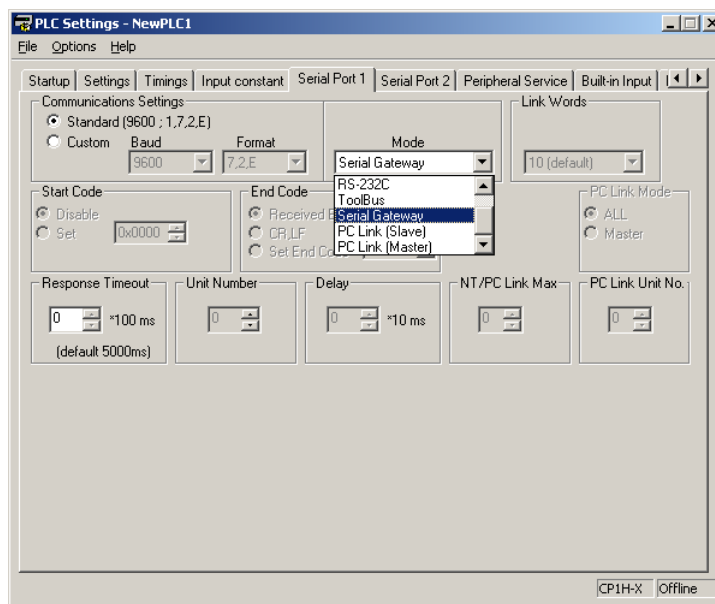 PLC Settings - NewPLC1
File Options Help
Startup Settings Timings Input constant Serial Port 1 Serial Port 2 Peripheral Service Built-in Input
Communications Settings
Standard (9600 ; 1,7,2,E)
Custom Baud Format
9600 7,2,E
Mode
Serial Gateway
RS-232C
ToolBus
Serial Gateway
PC Link (Slave)
PC Link (Master)
Link Words
10 (default)
Start Code
Disable
Set 0x0000
End Code
Received
CR,LF
Set End
PC Link Mode
ALL
Master
Response Timeout
0 *100 ms
(default 5000ms)
Unit Number
0
Delay
0 *10 ms
NT/PC Link Max
0
PC Link Unit No.
0
CP1H-X Offline